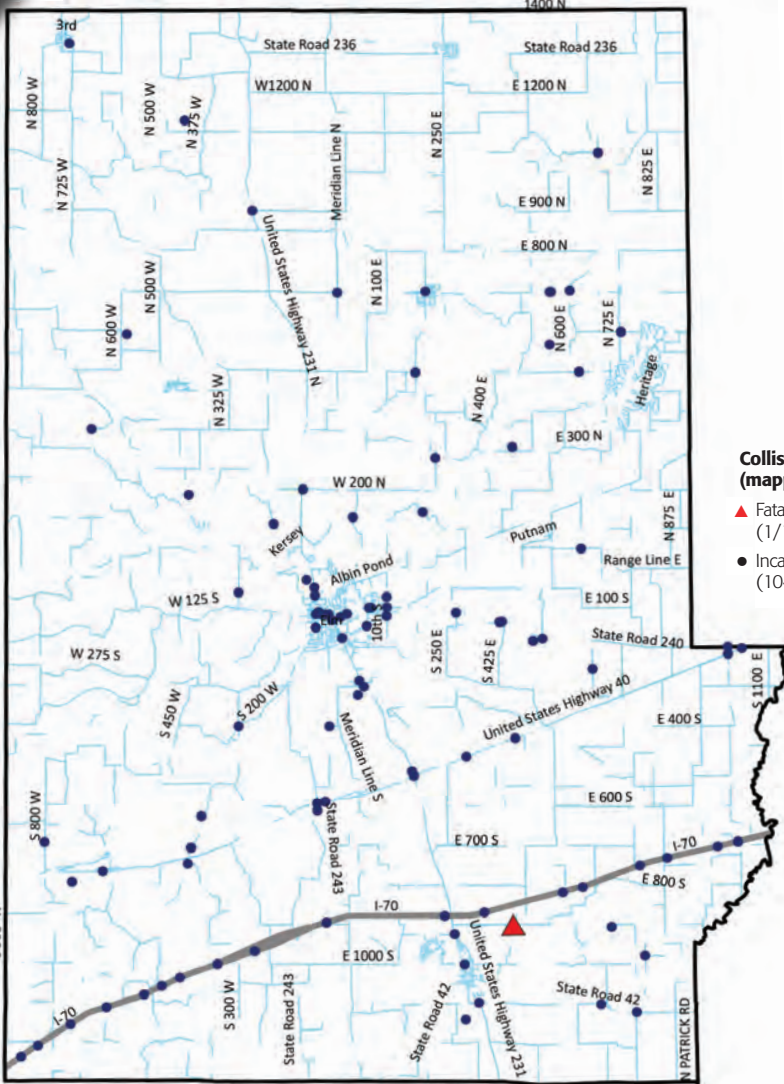 1400 N
3rd
State Road 236
State Road 236
W1200 N
E 1200 N
N 800 W
N 500 W
N 375 W
Meridian Line N
N 250 E
N 825 E
N 725 W
E 900 N
United States Highway 231 N
E 800 N
N 500 W
N 100 E
N 600 W
N 600 E
N 725 E
Heritage
N 325 W
N 400 E
E 300 N
Collis
(mapp
W 200 N
N 875 E
Fata
(1/
Kersey
Putnam
Inca
(10
Albin Pond
Range Line E
W 125 S
E 100 S
Elm
10th S
State Road 240
W 275 S
S 250 E
S 425 E
S 1100 E
S 450 W
S 200 W
Meridian Line S
United States Highway 40
E 400 S
E 600 S
S 800 W
State Road 243
E 700 S
I-70
E 800 S
I-70
United States Highway 231
E 1000 S
S 300 W
State Road 243
State Road 42
State Road 42
I-70
N PATRICK RD